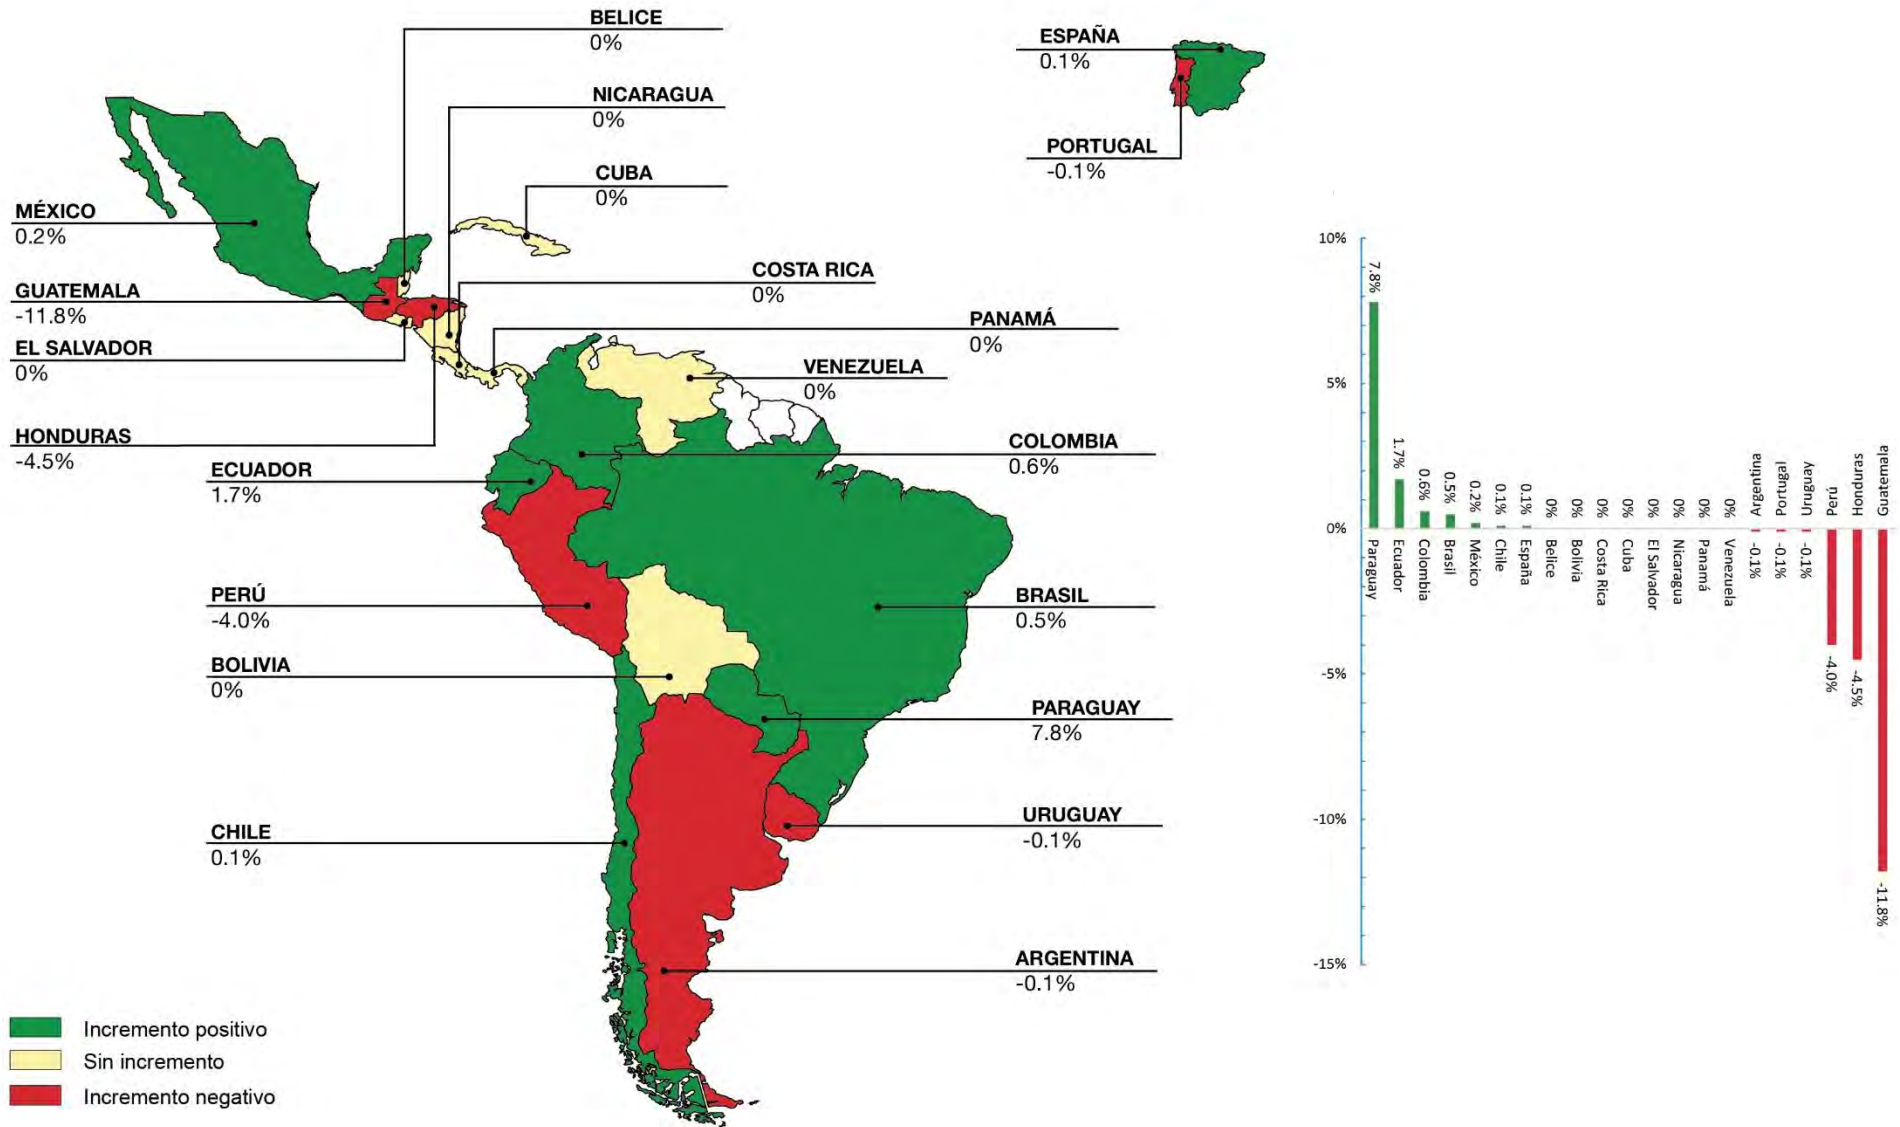 BELICE
0%
NICARAGUA
0%
CUBA
0%
MÉXICO
0.2%
GUATEMALA
-11.8%
EL SALVADOR
0%
HONDURAS
-4.5%
COSTA RICA
0%
PANAMÁ
0%
VENEZUELA
0%
COLOMBIA
0.6%
ECUADOR
1.7%
PERÚ
-4.0%
BRASIL
0.5%
BOLIVIA
0%
PARAGUAY
7.8%
CHILE
0.1%
URUGUAY
-0.1%
ARGENTINA
-0.1%
Incremento positivo
Sin incremento
Incremento negativo
ESPAÑA
0.1%
PORTUGAL
-0.1%
10%
5%
0%
-5%
-10%
-15%
7.8%
Paraguay
1.7%
Ecuador
0.6%
Colombia
0.5%
Brasil
0.2%
México
0.1%
Chile
0.1%
España
0%
Belice
0%
Bolivia
0%
Costa Rica
0%
Cuba
0%
El Salvador
0%
Nicaragua
0%
Panamá
0%
Venezuela
Argentina
-0.1%
Portugal
-0.1%
Uruguay
-0.1%
Perú
-4.0%
Honduras
-4.5%
Guatemala
-11.8%